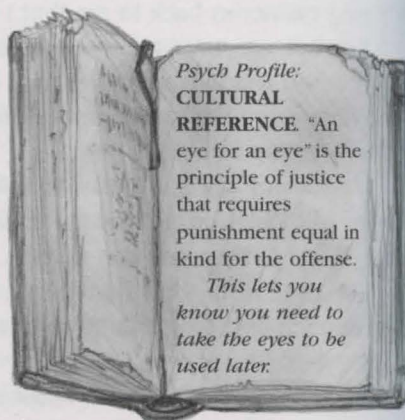 Psych Profile:
CULTURAL
REFERENCE. "An
eye for an eye" is the
principle of justice
that requires
punishment equal in
kind for the offense.
This lets you
know you need to
take the eyes to be
used later.